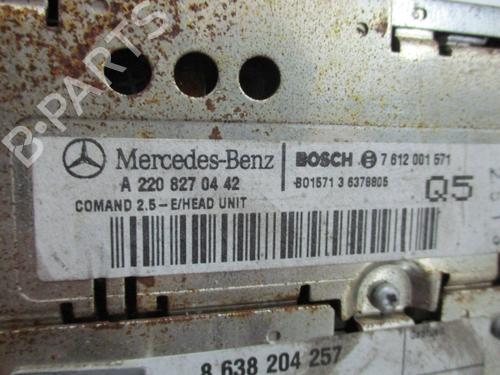 B-PARTS
Mercedes-Benz
A 220 827 04 42
COMAND 2.5-E/HEAD UNIT
BOSCH 7 612 001 571
BO1571 3 6378805
Q5
8 638 204 257